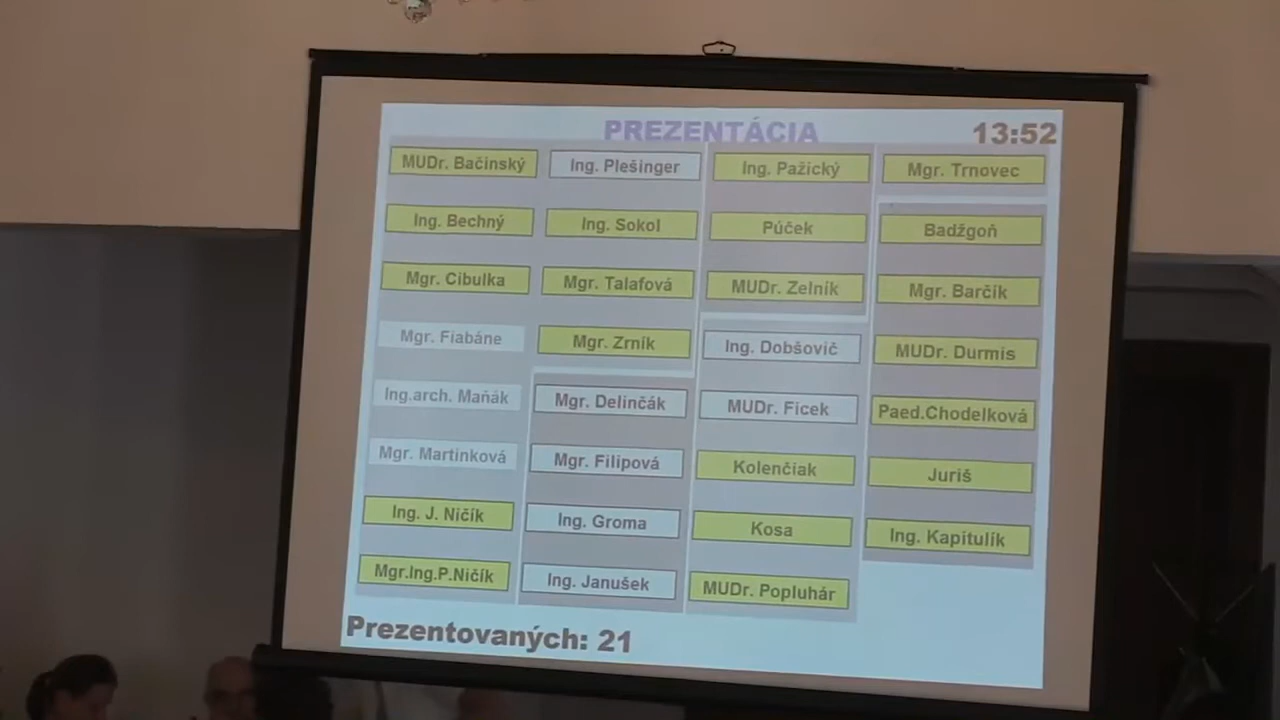 PREZENTÁCIA
13:52
MUDr. Bačinský
Ing. Plešinger
Ing. Pažický
Mgr. Trnovec
Ing. Bechný
Ing. Sokol
Púček
Badžgoň
Mgr. Cibulka
Mgr. Talafová
MUDr. Zelník
Mgr. Barčík
Mgr. Fiabáne
Mgr. Zrník
Ing. Dobšovič
MUDr. Durmis
Ing.arch. Maňák
Mgr. Delinčák
MUDr. Ficek
Paed.Chodelková
Mgr. Martinková
Mgr. Filipová
Kolenčiak
Juriš
Ing. J. Ničík
Ing. Groma
Kosa
Ing. Kapitulík
Mgr.Ing.P.Ničík
Ing. Janušek
MUDr. Popluhár
Prezentovaných: 21